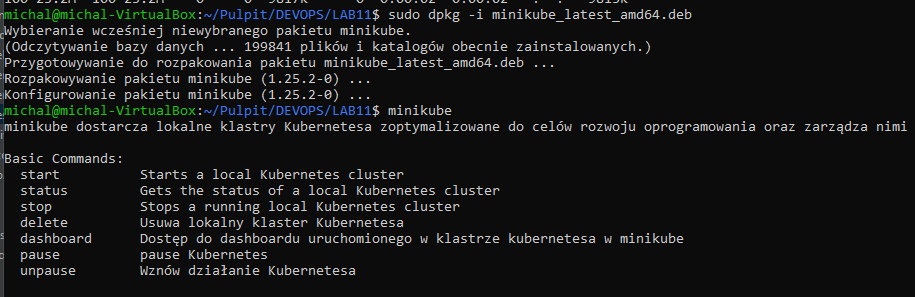 michal@michal-VirtualBox:~/Pulpit/DEVOPS/LAB11$ sudo dpkg -i minikube_latest_amd64.deb
Wybieranie wcześniej niewybranego pakietu minikube.
(Odczytywanie bazy danych ... 199841 plików i katalogów obecnie zainstalowanych.)
Przygotowywanie do rozpakowania pakietu minikube_latest_amd64.deb ...
Rozpakowywanie pakietu minikube (1.25.2-0) ...
Konfigurowanie pakietu minikube (1.25.2-0) ...
michal@michal-VirtualBox:~/Pulpit/DEVOPS/LAB11$ minikube
minikube dostarcza lokalne klastry Kubernetesa zoptymalizowane do celów rozwoju oprogramowania oraz zarządza nimi
Basic Commands:
start Starts a local Kubernetes cluster
status Gets the status of a local Kubernetes cluster
stop Stops a running local Kubernetes cluster
delete Usuwa lokalny klaster Kubernetesa
dashboard Dostęp do dashboardu uruchomionego w klastrze kubernetesa w minikube
pause pause Kubernetes
unpause Wznów działanie Kubernetesa